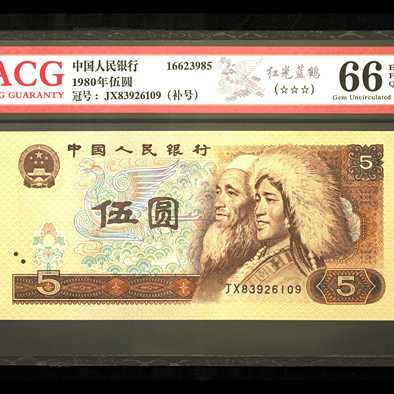 ACG
G GUARANTY
中国人民银行
1980年伍圆
16623985
冠号：JX83926109（补号）
红光蓝鹤
(☆☆☆)
66
E
P
Q
Gem Uncirculated
中国人民银行
5
伍圆
5
JX83926109
5